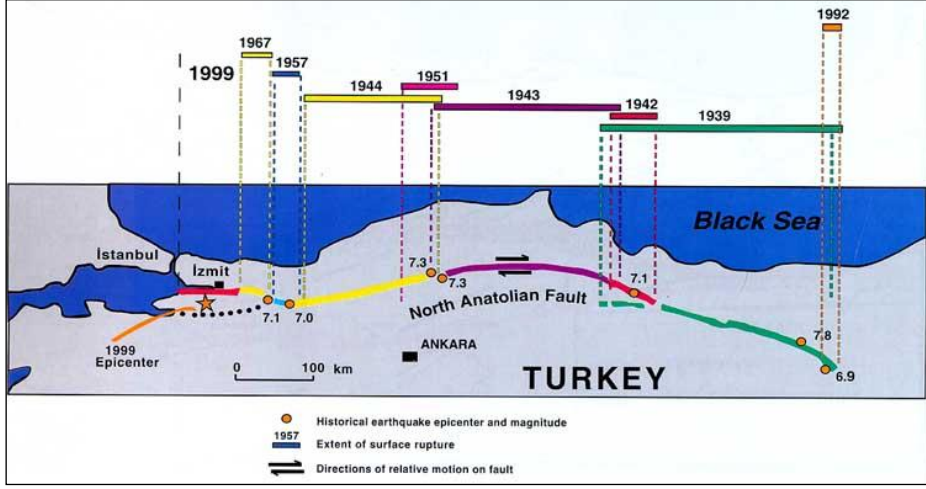 1992
1967
1957
1999
1951
1944
1943
1942
1939
Black Sea
İstanbul
İzmit
7.3
7.3
7.1
North Anatolian Fault
7.1
7.0
1999
Epicenter
ANKARA
7.8
6.9
0 100 km
TURKEY
Historical earthquake epicenter and magnitude
1957
Extent of surface rupture
Directions of relative motion on fault